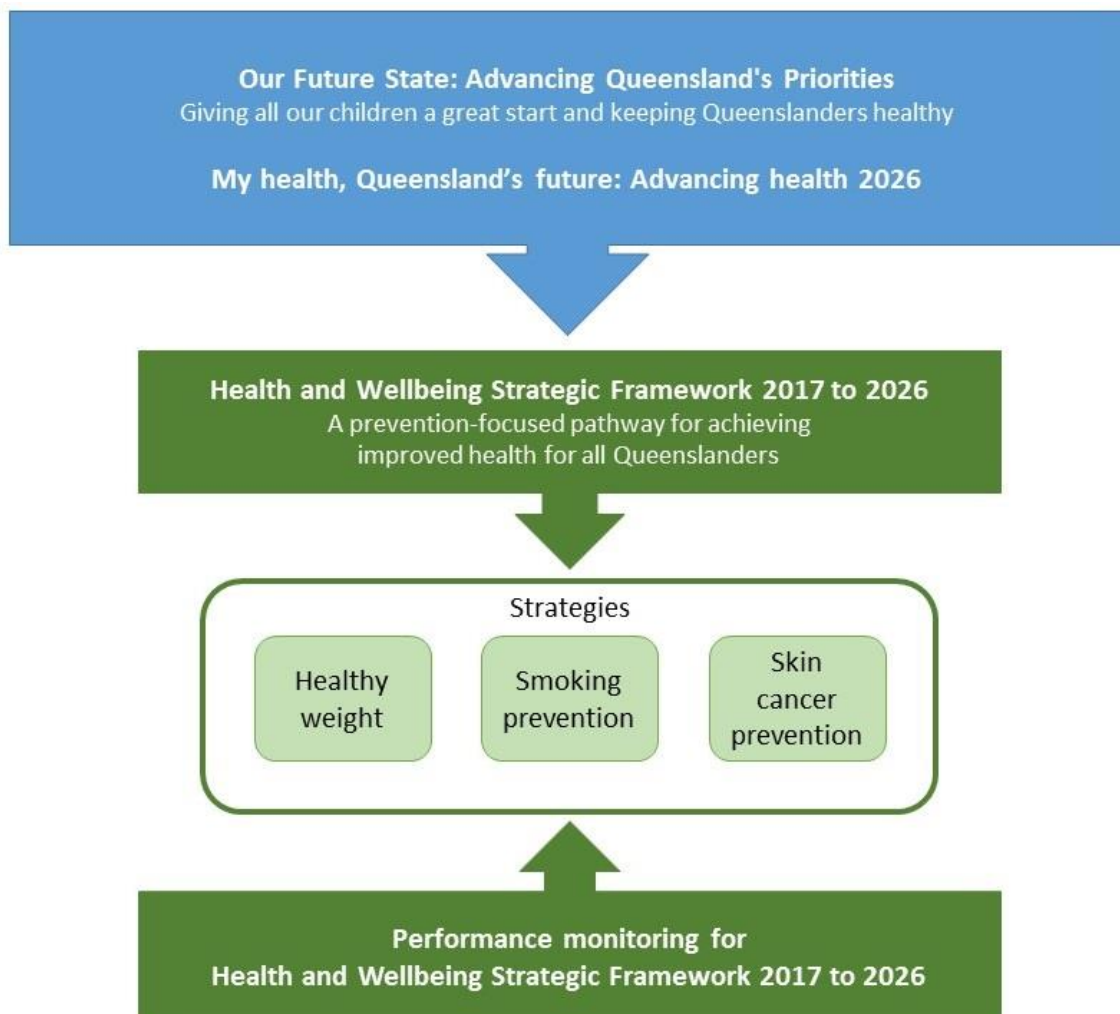 Our Future State: Advancing Queensland's Priorities
Giving all our children a great start and keeping Queenslanders healthy
My health, Queensland’s future: Advancing health 2026
Health and Wellbeing Strategic Framework 2017 to 2026
A prevention-focused pathway for achieving
improved health for all Queenslanders
Strategies
Healthy
weight
Smoking
prevention
Skin
cancer
prevention
Performance monitoring for
Health and Wellbeing Strategic Framework 2017 to 2026